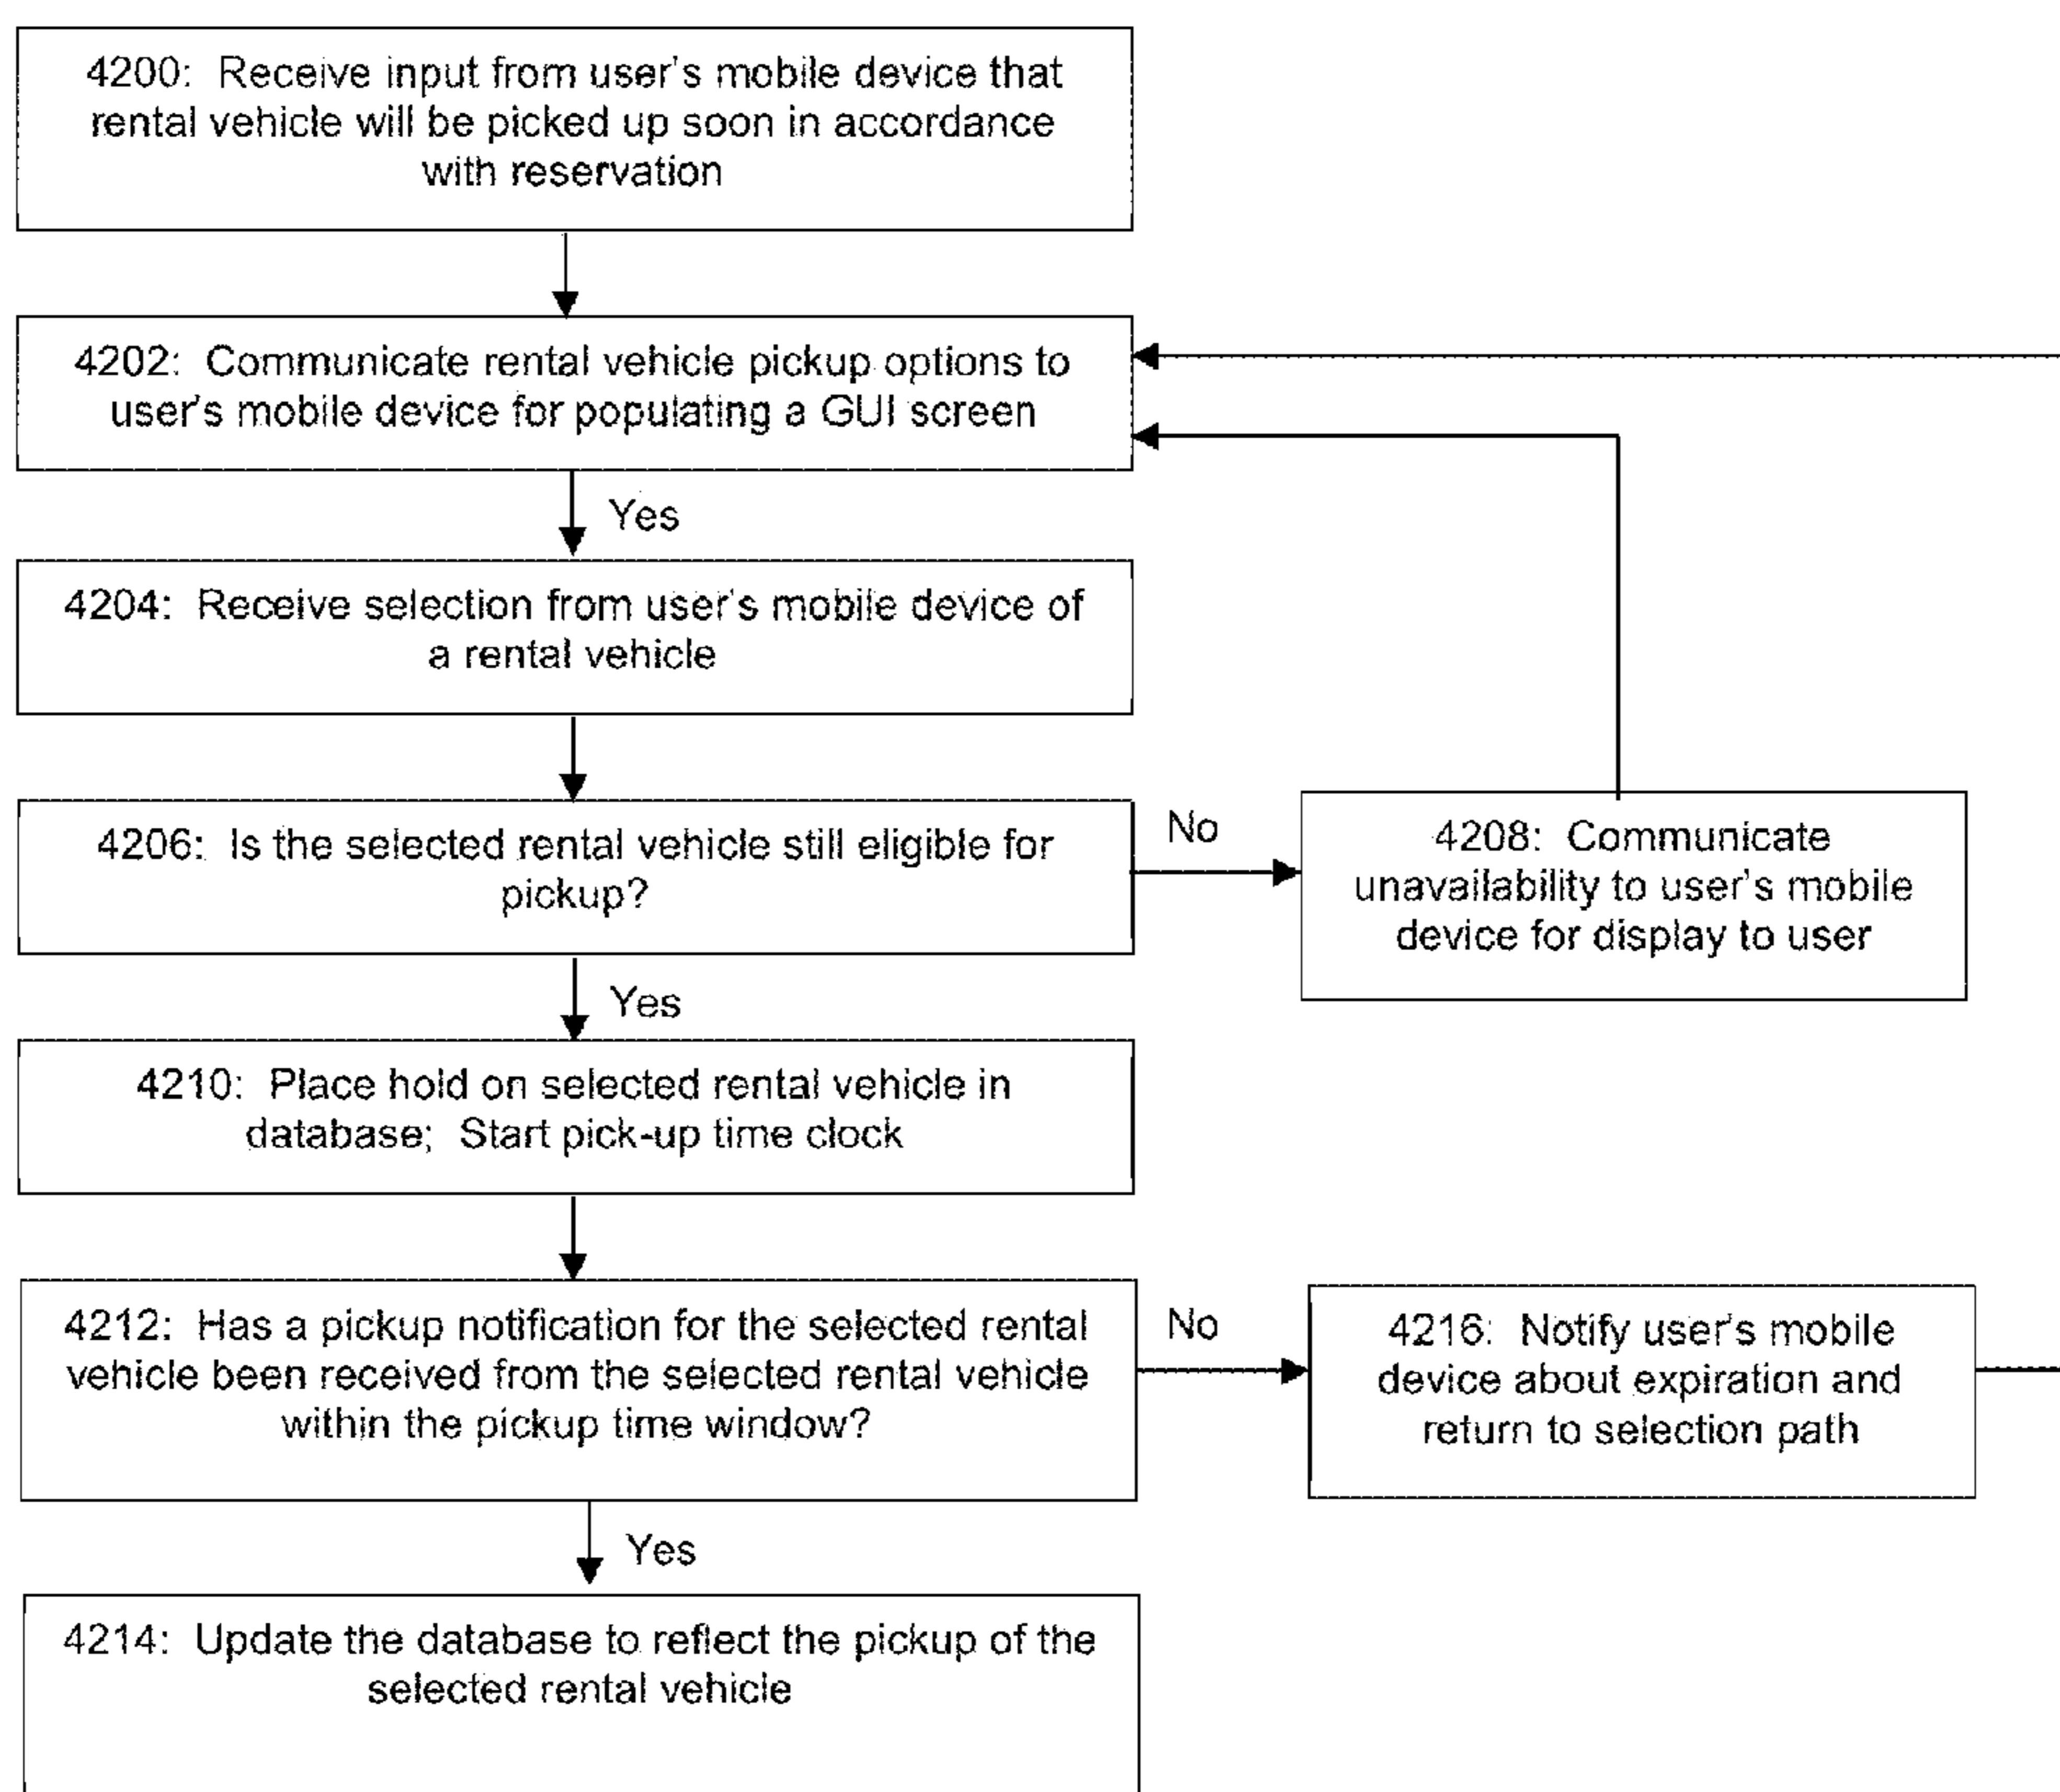 4200: Receive input from user's mobile device that
rental vehicle will be picked up soon in accordance
with reservation
4202: Communicate rental vehicle pickup options to
user's mobile device for populating a GUI screen
Yes
4204: Receive selection from user's mobile device of
a rental vehicle
4206: Is the selected rental vehicle still eligible for
pickup?
No
4208: Communicate
unavailability to user's mobile
device for display to user
Yes
4210: Place hold on selected rental vehicle in
database; Start pick-up time clock
4212: Has a pickup notification for the selected rental
vehicle been received from the selected rental vehicle
within the pickup time window?
No
4216: Notify user's mobile
device about expiration and
return to selection path
Yes
4214: Update the database to reflect the pickup of the
selected rental vehicle